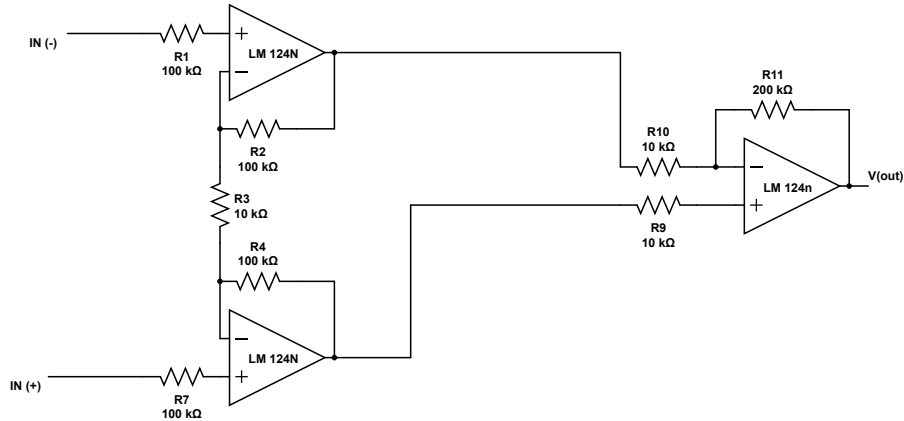 IN (-)
R1
100 kΩ
+
LM 124N
−
R2
100 kΩ
R3
10 kΩ
R4
100 kΩ
−
LM 124N
+
IN (+)
R7
100 kΩ
R11
200 kΩ
R10
10 kΩ
−
LM 124n
+
V(out)
R9
10 kΩ